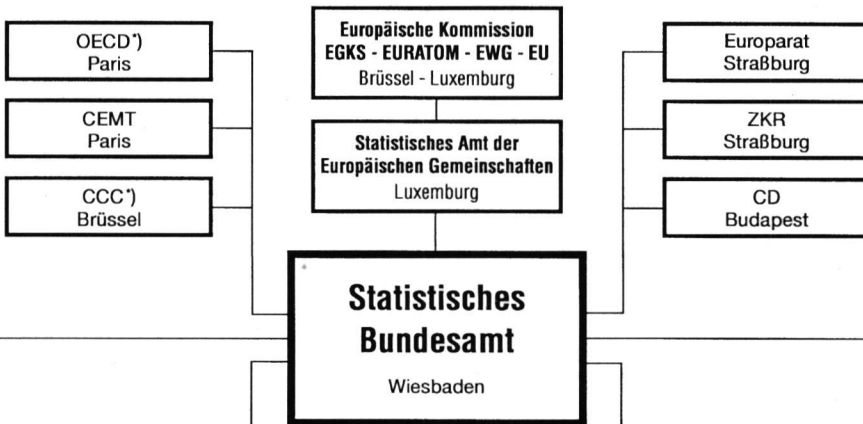 OECD*)
Paris
CEMT
Paris
CCC*)
Brüssel
Europäische Kommission
EGKS - EURATOM - EWG - EU
Brüssel - Luxemburg
Statistisches Amt der
Europäischen Gemeinschaften
Luxemburg
Europarat
Straßburg
ZKR
Straßburg
CD
Budapest
Statistisches
Bundesamt
Wiesbaden